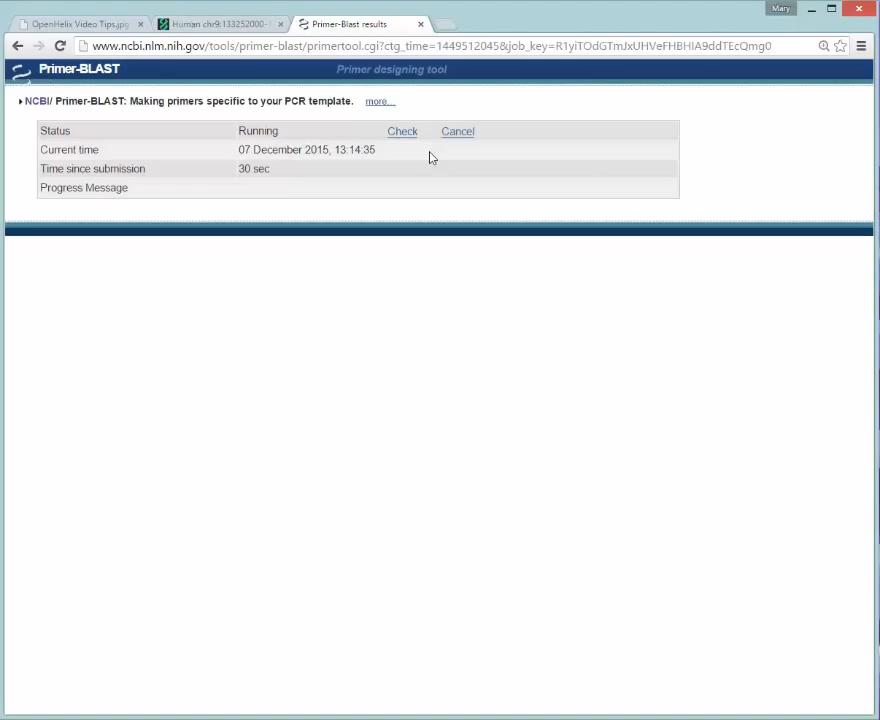 OpenHelix Video Tips.jpg
Human chr9:133252000-
Primer-Blast results
Mary
www.ncbi.nlm.nih.gov/tools/primer-blast/primertool.cgi?ctg_time=1449512045&job_key=R1yiTOdGTmJxUHVeFHBHIA9ddTEcQmg0
Primer-BLAST
Primer designing tool
NCBI/ Primer-BLAST: Making primers specific to your PCR template. more...
Status Running Check Cancel
Current time 07 December 2015, 13:14:35
Time since submission 30 sec
Progress Message